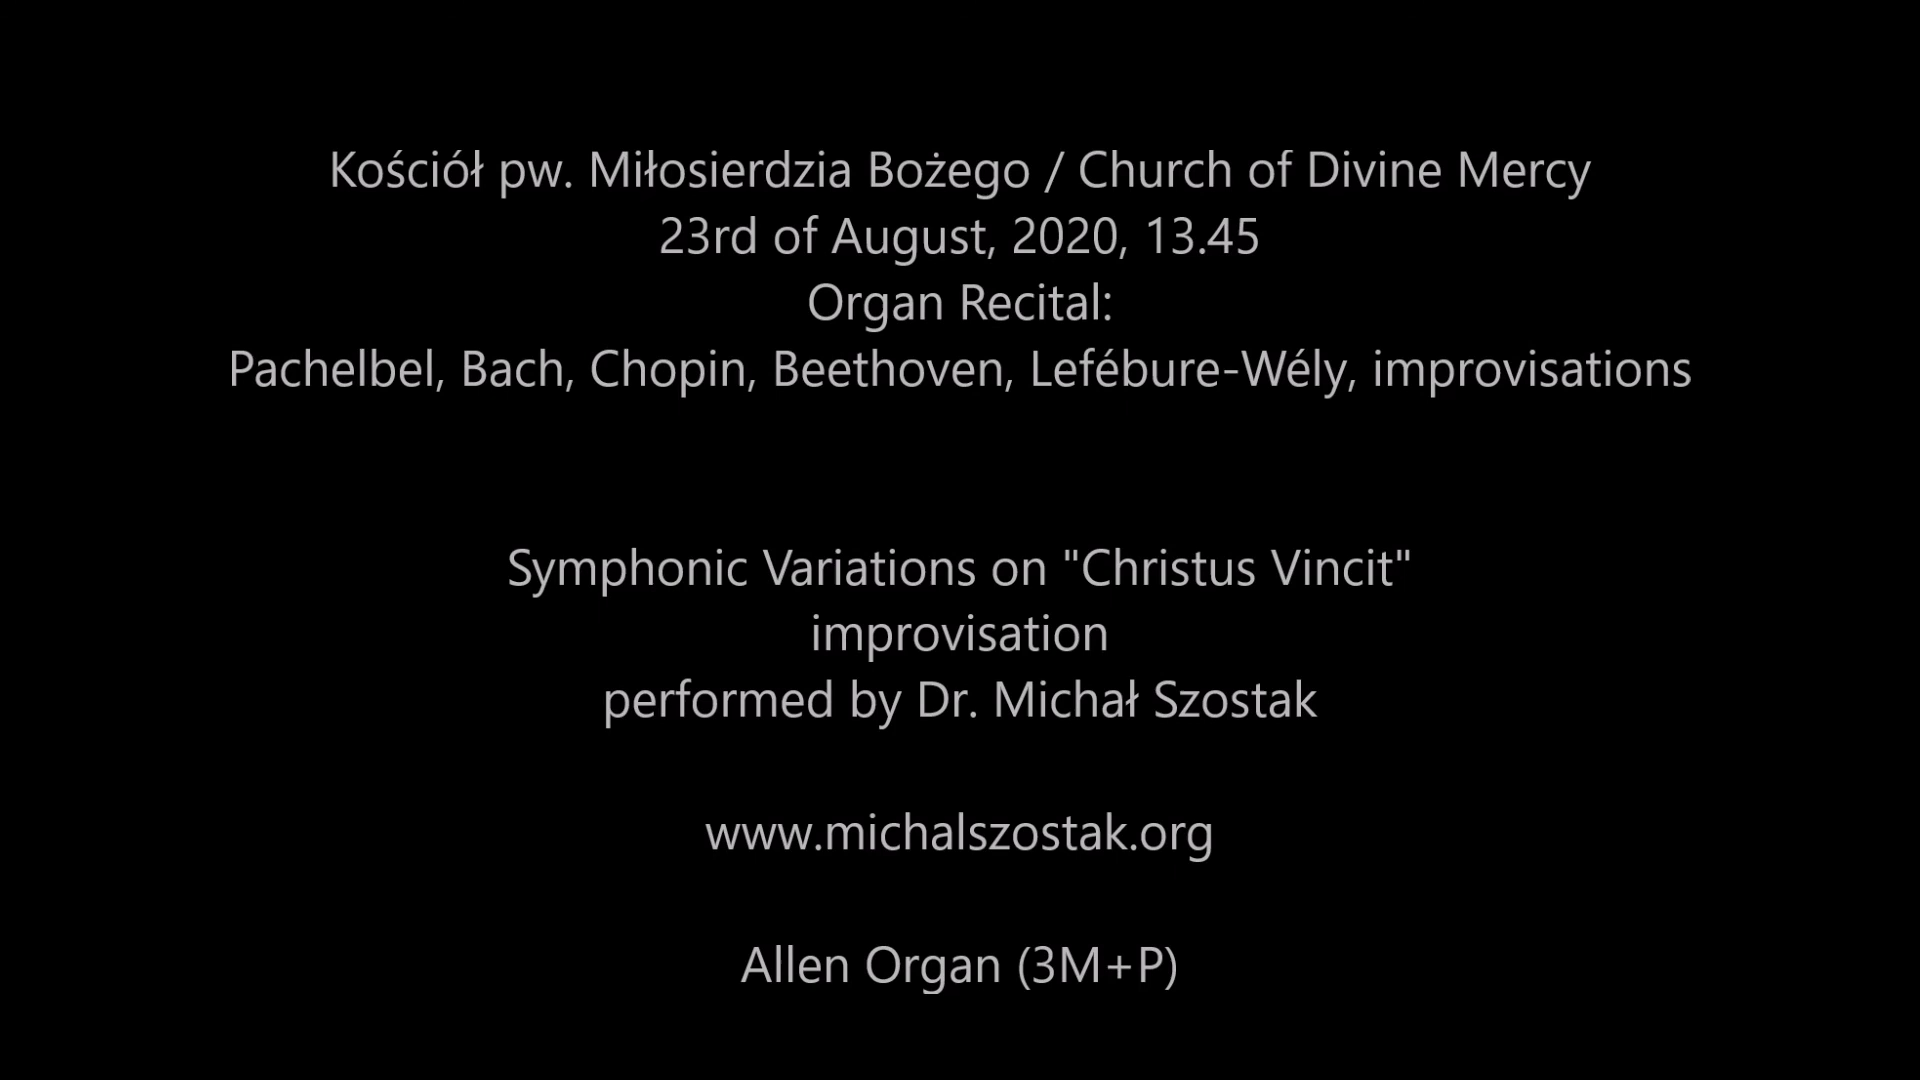 Kościół pw. Miłosierdzia Bożego / Church of Divine Mercy
23rd of August, 2020, 13.45
Organ Recital:
Pachelbel, Bach, Chopin, Beethoven, Lefébure-Wély, improvisations
Symphonic Variations on "Christus Vincit"
improvisation
performed by Dr. Michał Szostak
www.michalszostak.org
Allen Organ (3M+P)